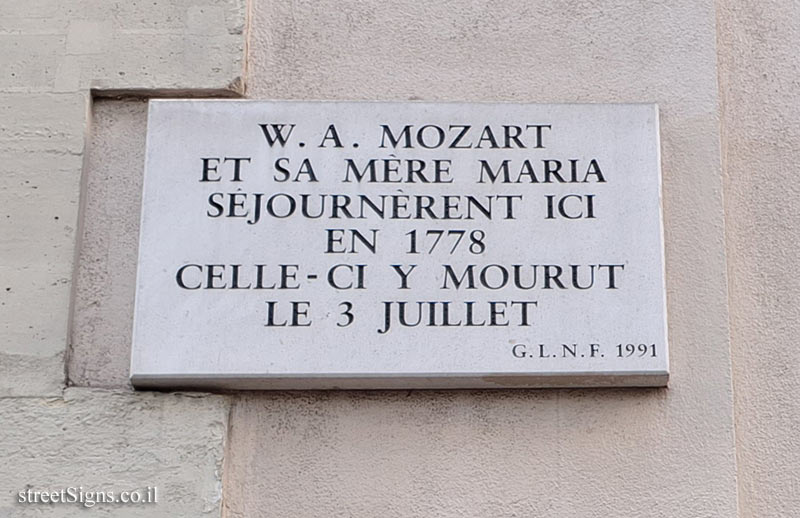 W. A. MOZART
ET SA MÈRE MARIA
SÉJOURNÈRENT ICI
EN 1778
CELLE-CI Y MOURUT
LE 3 JUILLET
G.L.N.F. 1991
streetSigns.co.il